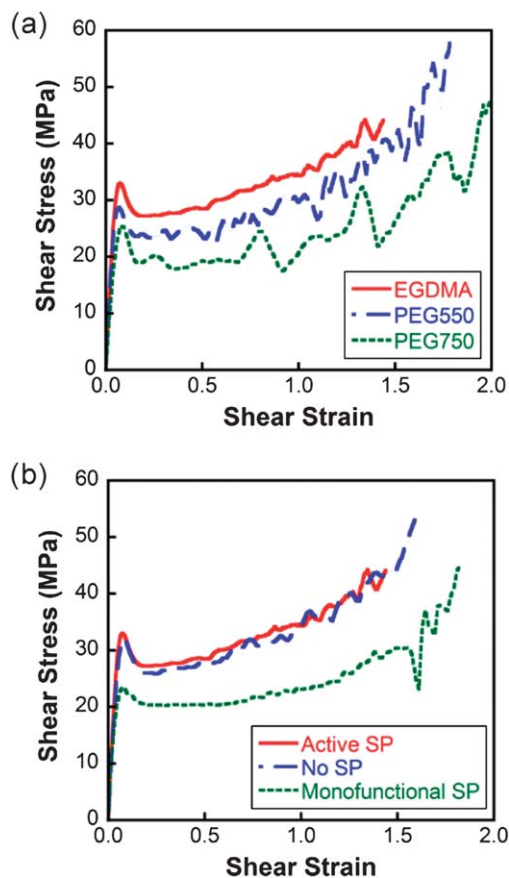 (a)
60
50
40
30
20
10
0
Shear Stress (MPa)
EGDMA
PEG550
PEG750
0.0 0.5 1.0 1.5 2.0
Shear Strain
(b)
60
50
40
30
20
10
0
Shear Stress (MPa)
Active SP
No SP
Monofunctional SP
0.0 0.5 1.0 1.5 2.0
Shear Strain